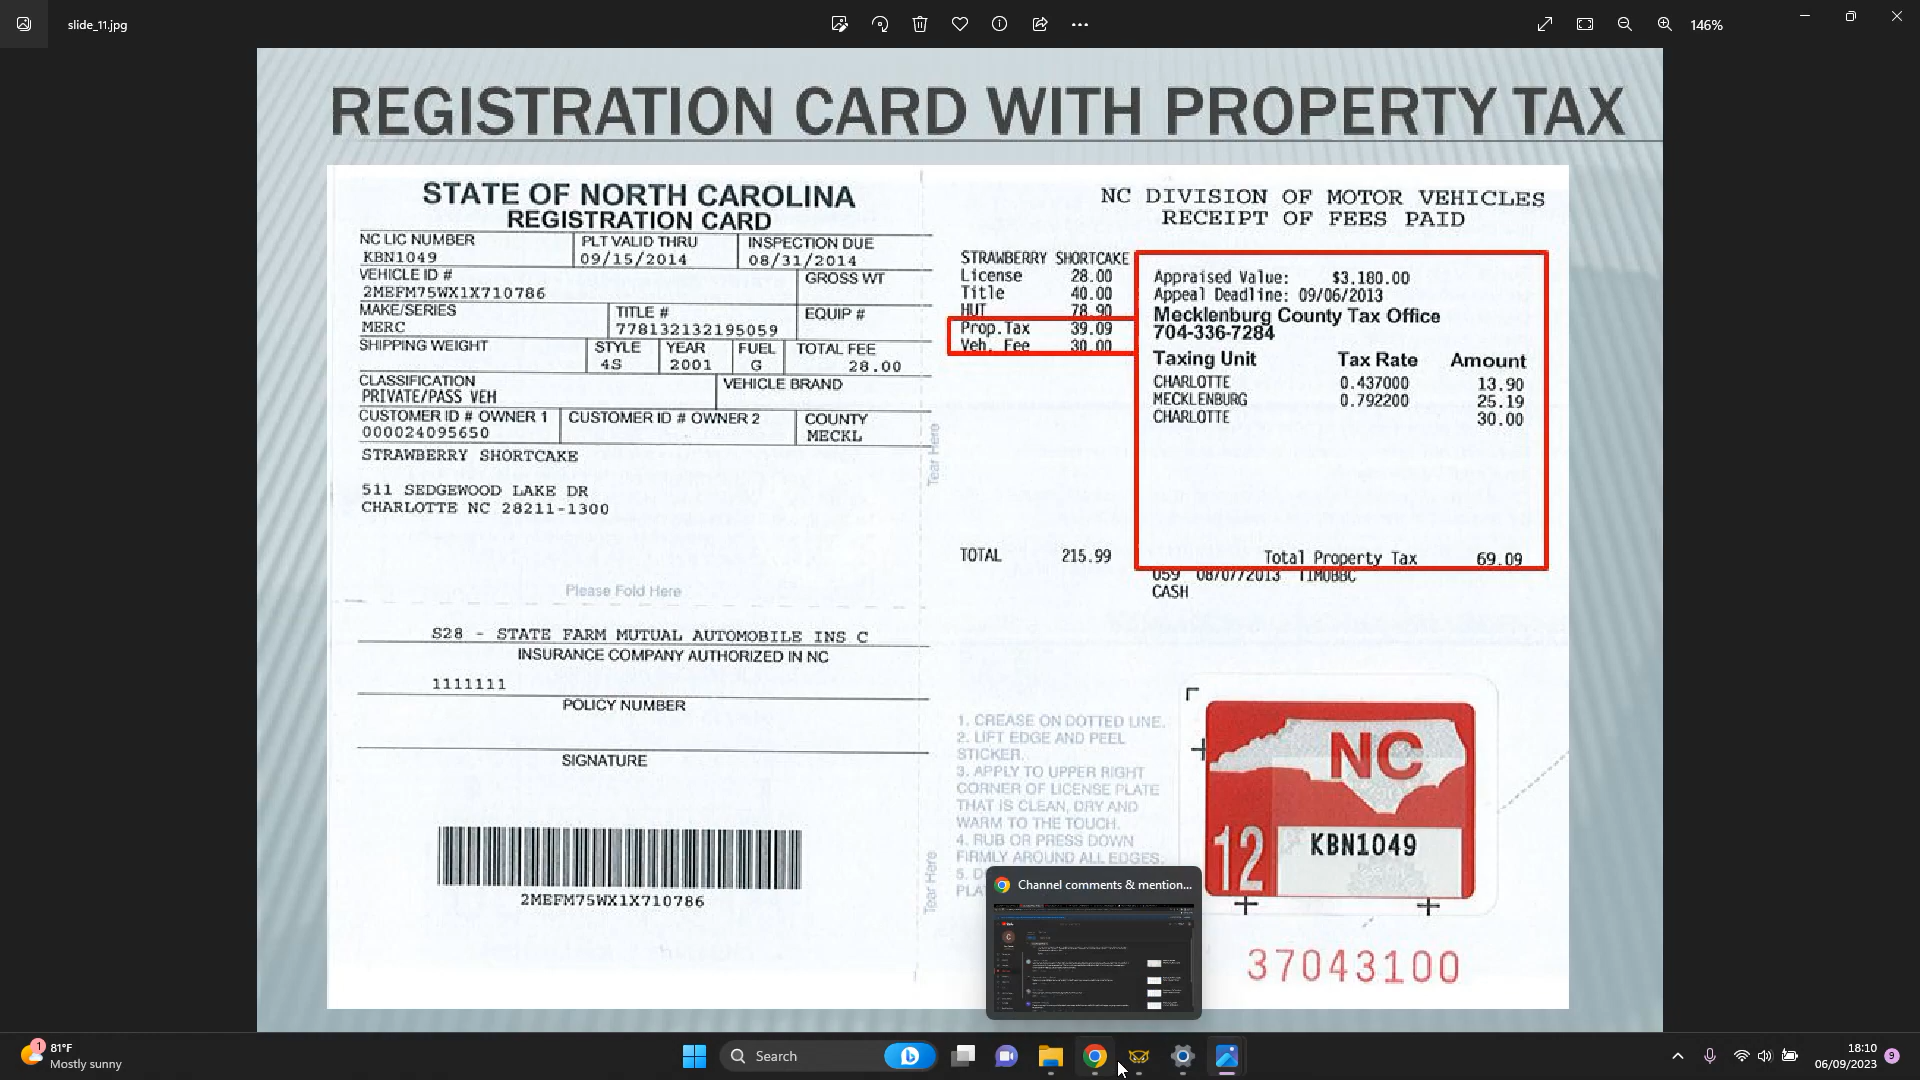 slide_11.jpg
146%
REGISTRATION CARD WITH PROPERTY TAX
STATE OF NORTH CAROLINA
REGISTRATION CARD
NC LIC NUMBER PLT VALID THRU INSPECTION DUE
KBN1049 09/15/2014 08/31/2014
VEHICLE ID # GROSS WT
2MEFM75WX1X710786
MAKE/SERIES TITLE # EQUIP #
MERC 778132132195059
SHIPPING WEIGHT STYLE YEAR FUEL TOTAL FEE
4S 2001 G 28.00
CLASSIFICATION VEHICLE BRAND
PRIVATE/PASS VEH
CUSTOMER ID # OWNER 1 CUSTOMER ID # OWNER 2 COUNTY
000024095650 MECKL
STRAWBERRY SHORTCAKE
511 SEDGEWOOD LAKE DR
CHARLOTTE NC 28211-1300
Please Fold Here
S28 - STATE FARM MUTUAL AUTOMOBILE INS C
INSURANCE COMPANY AUTHORIZED IN NC
1111111
POLICY NUMBER
SIGNATURE
2MEFM75WX1X710786
Tear Here
Tear Here
NC DIVISION OF MOTOR VEHICLES
RECEIPT OF FEES PAID
STRAWBERRY SHORTCAKE
License 28.00
Title 40.00
HUT 78.90
Prop.Tax 39.09
Veh. Fee 30.00
TOTAL 215.99
Appraised Value: $3.180.00
Appeal Deadline: 09/06/2013
Mecklenburg County Tax Office
704-336-7284
Taxing Unit Tax Rate Amount
CHARLOTTE 0.437000 13.90
MECKLENBURG 0.792200 25.19
CHARLOTTE 30.00
Total Property Tax 69.09
059 08/07/2013 TIMOBBC
CASH
1. CREASE ON DOTTED LINE.
2. LIFT EDGE AND PEEL
STICKER.
3. APPLY TO UPPER RIGHT
CORNER OF LICENSE PLATE
THAT IS CLEAN, DRY AND
WARM TO THE TOUCH.
4. RUB OR PRESS DOWN
FIRMLY AROUND ALL EDGES.
5.
NC
12
KBN1049
37043100
Channel comments & mention...
1
81°F
Mostly sunny
Search
18:10
06/09/2023
9